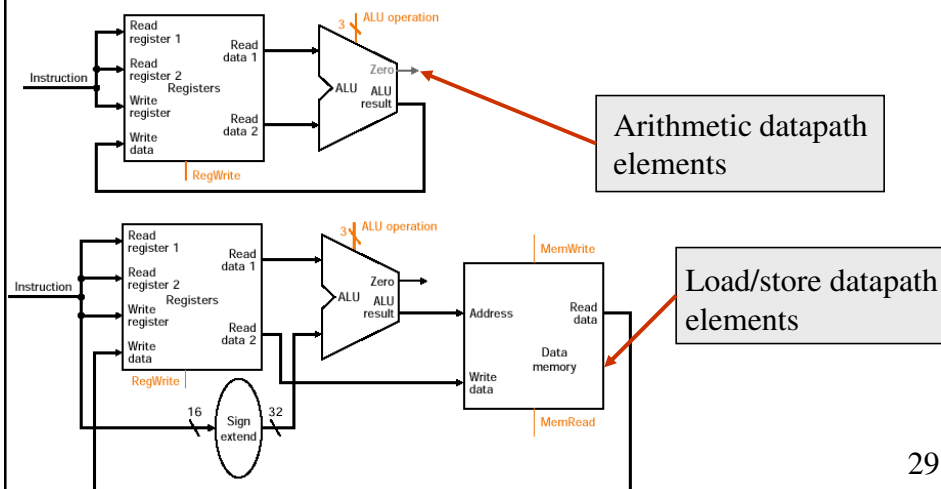 3
ALU operation
Read
register 1
Read
register 2
Write
register
Write
data
Registers
Read
data 1
Read
data 2
Instruction
RegWrite
Zero
ALU
ALU
result
Arithmetic datapath
elements
3
ALU operation
Read
register 1
Read
register 2
Write
register
Write
data
Registers
Read
data 1
Read
data 2
Instruction
RegWrite
Zero
ALU
ALU
result
16
Sign
extend
32
MemWrite
Address
Read
data
Data
memory
Write
data
MemRead
Load/store datapath
elements
29